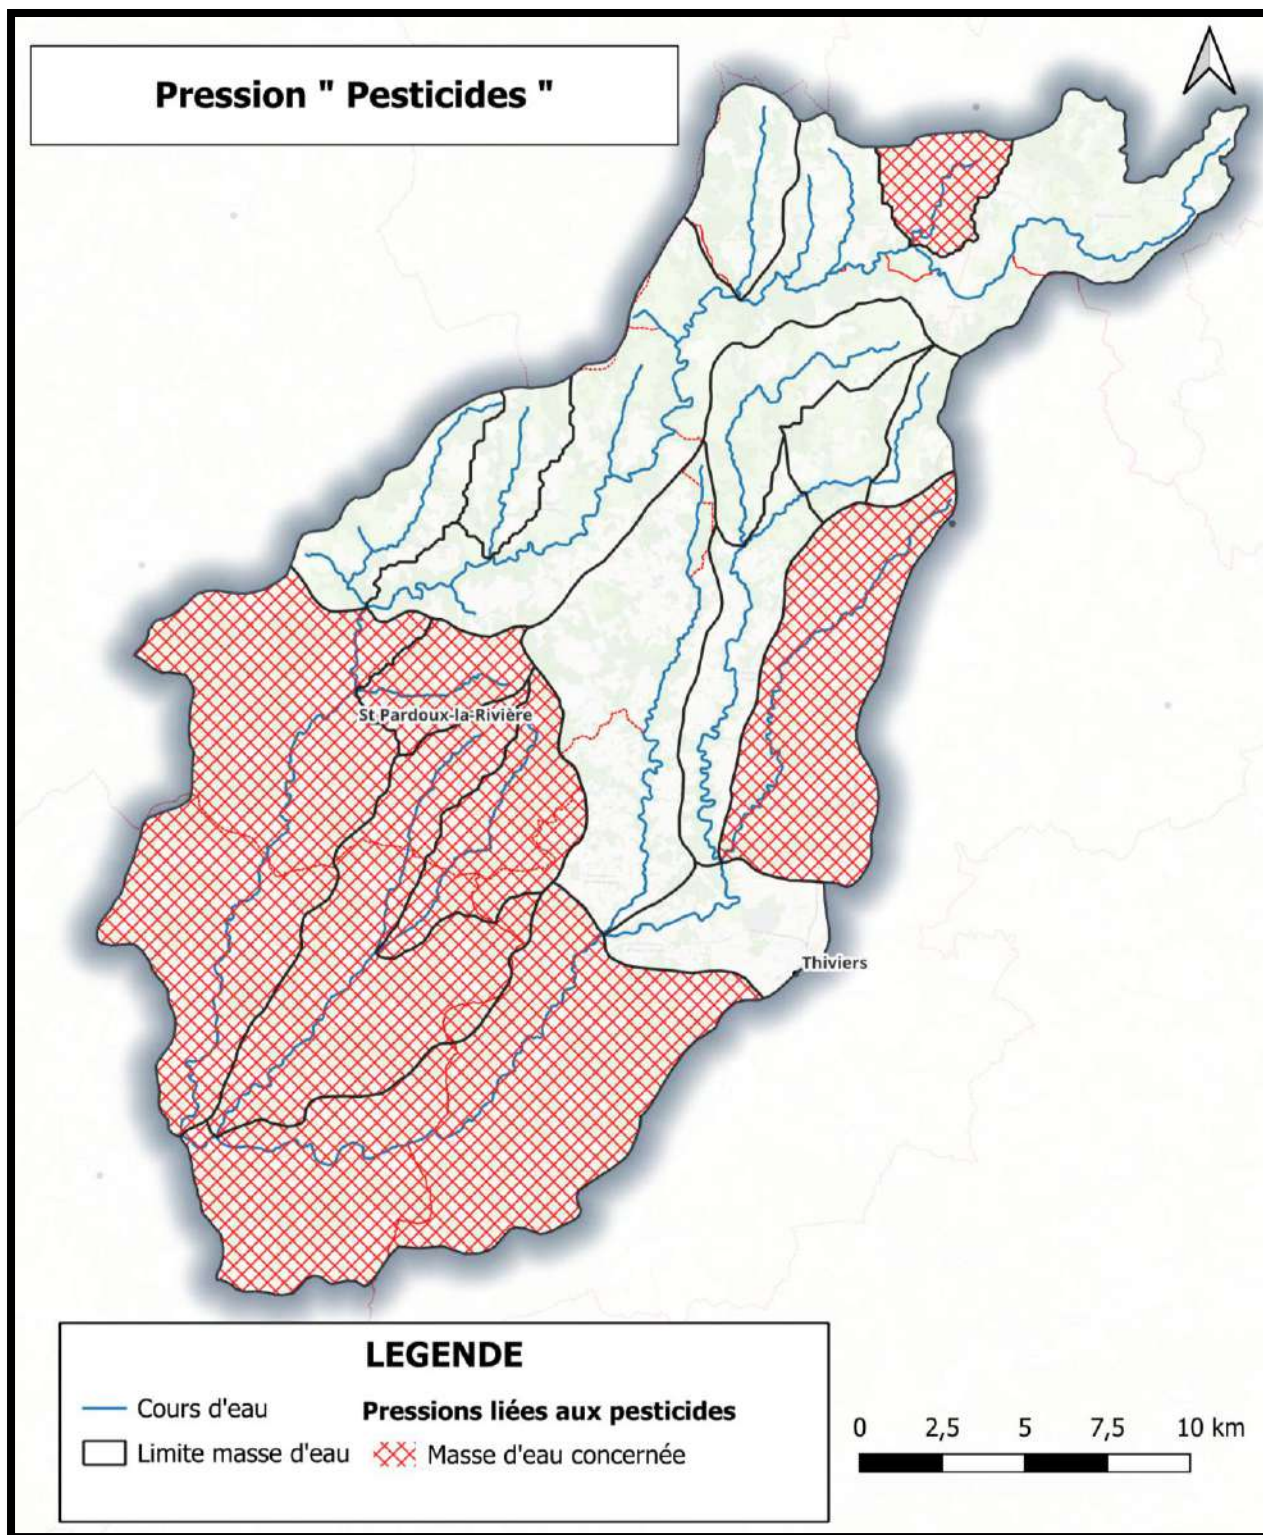 Pression " Pesticides "
St Pardoux-la-Rivière
Thiviers
LEGENDE
Cours d'eau
Pressions liées aux pesticides
Limite masse d'eau
Masse d'eau concernée
0 2,5 5 7,5 10 km